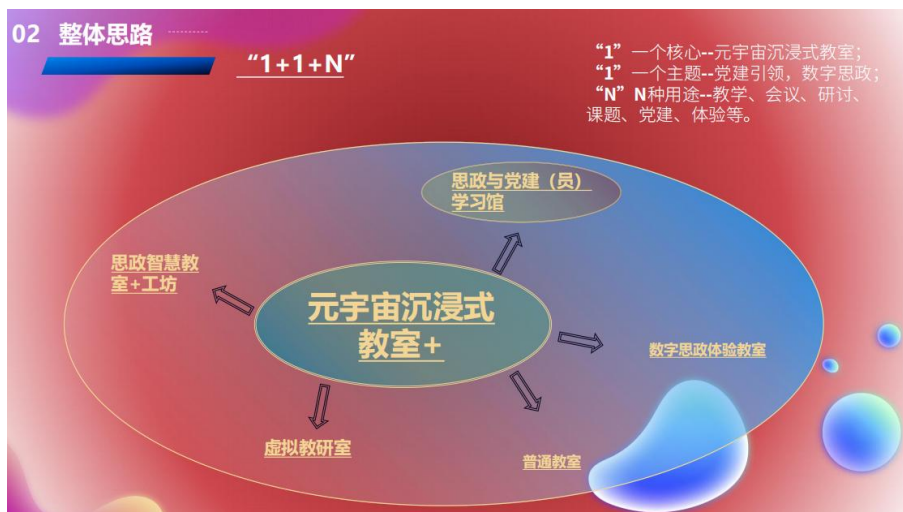 02 整体思路
“1+1+N”
“1”一个核心--元宇宙沉浸式教室；
“1”一个主题--党建引领，数字思政；
“N”N种用途--教学、会议、研讨、
课题、党建、体验等。
思政与党建（员）
学习馆
思政智慧教
室+工坊
元宇宙沉浸式
教室+
数字思政体验教室
虚拟教研室
普通教室